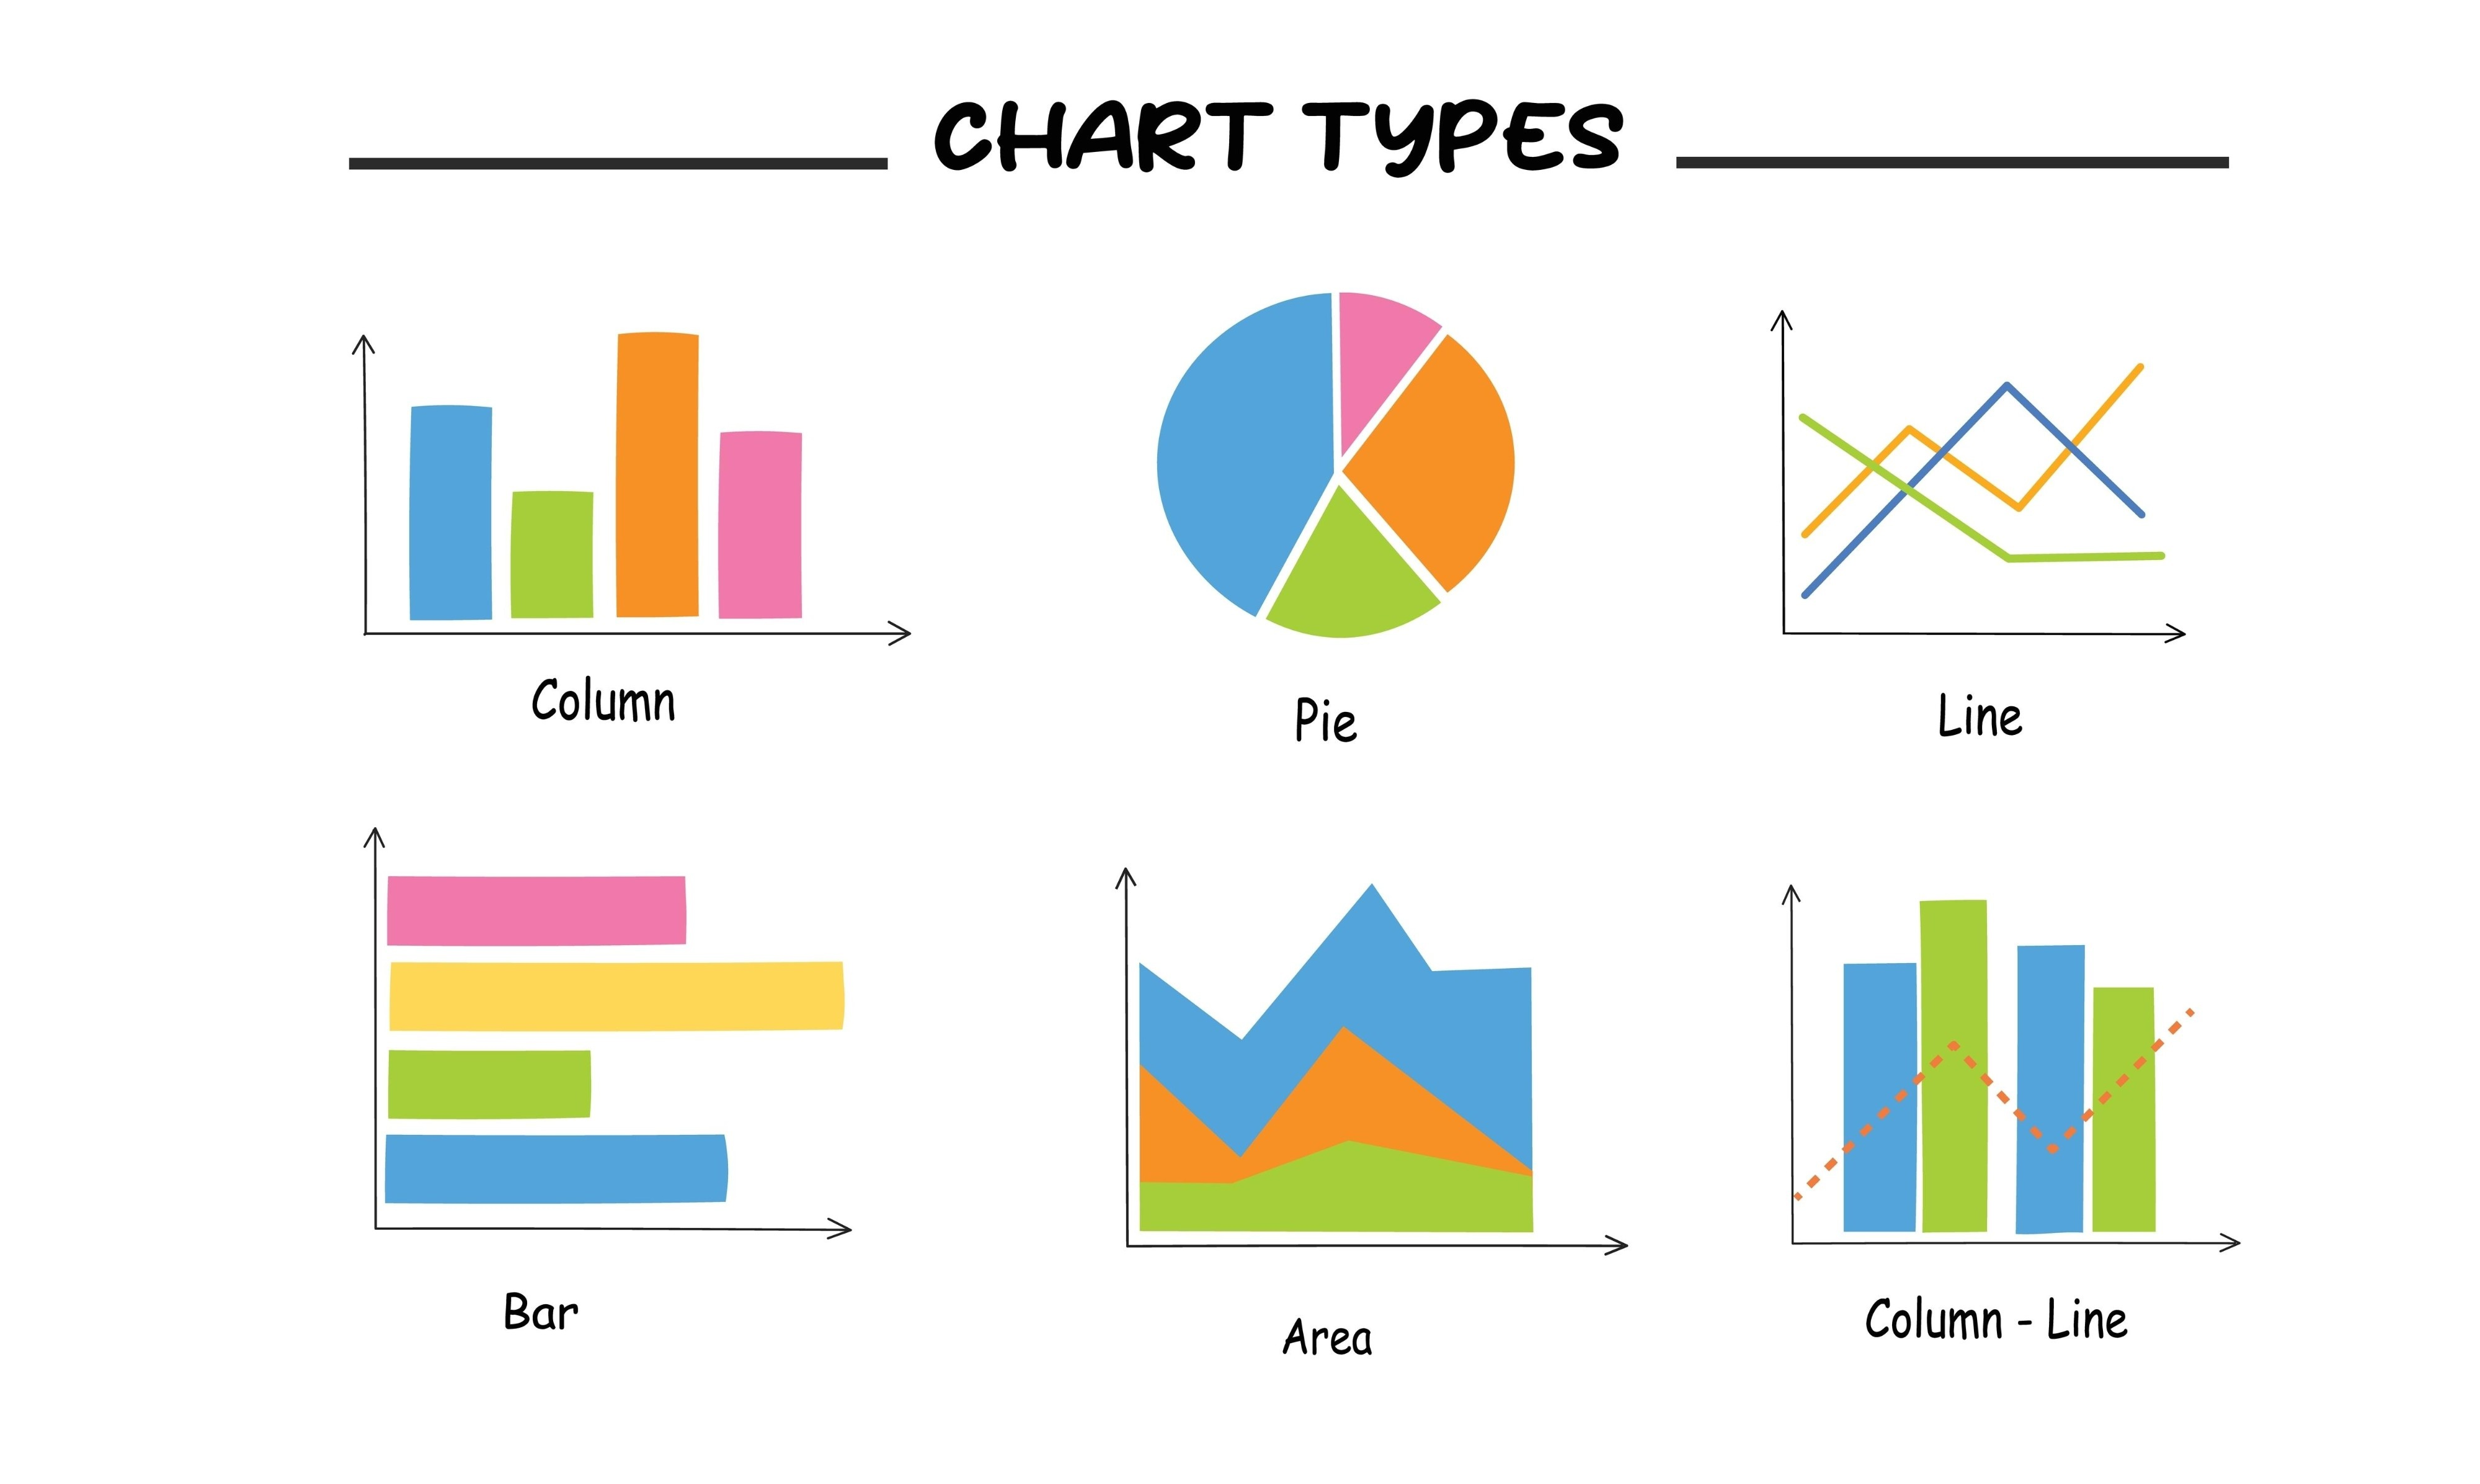 CHART TYPES
Column
Pie
Line
Bar
Area
Column - Line